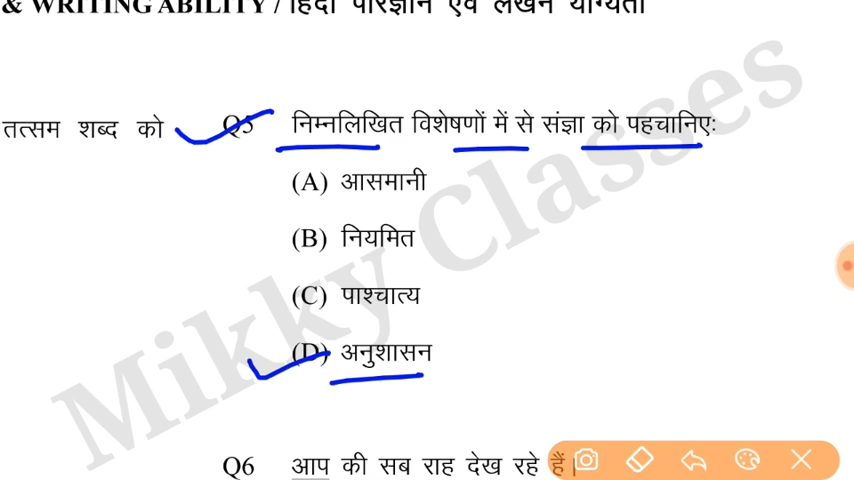 & WRITING ABILITY / हिंदी परिज्ञान एवं लेखन योग्यता
तत्सम शब्द को
Q5 निम्नलिखित विशेषणों में से संज्ञा को पहचानिएः
(A) आसमानी
(B) नियमित
(C) पाश्चात्य
(D) अनुशासन
Q6 आप की सब राह देख रहे हैं।
Mikky Classes